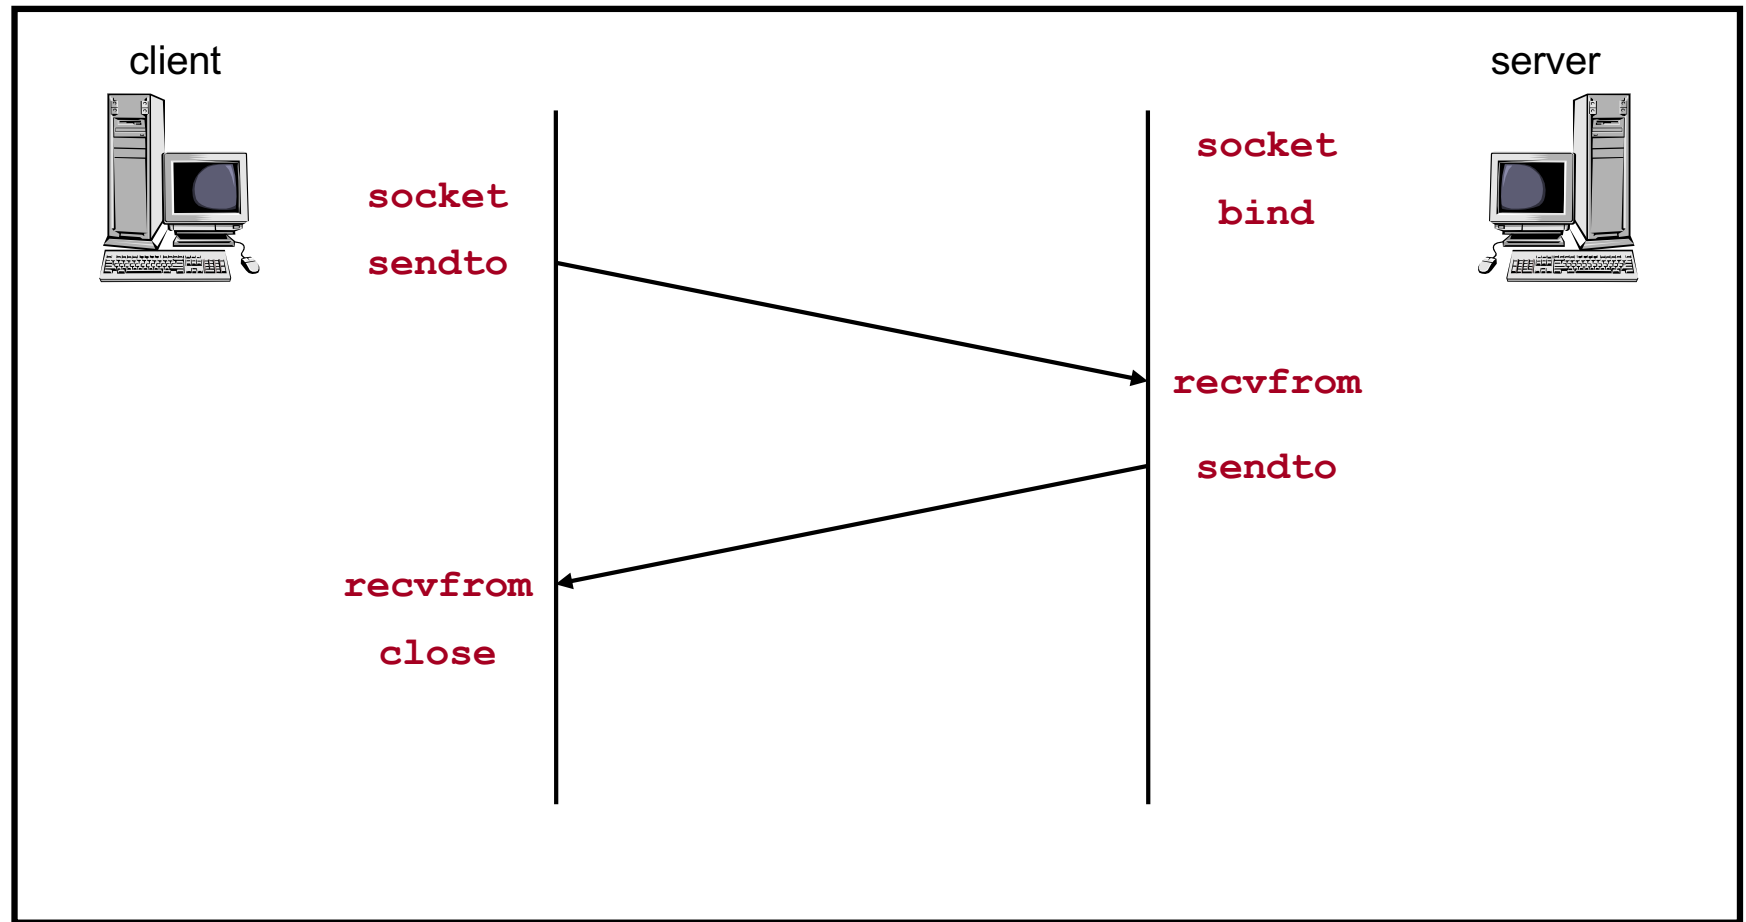 client
server
socket
socket
bind
sendto
recvfrom
sendto
recvfrom
close